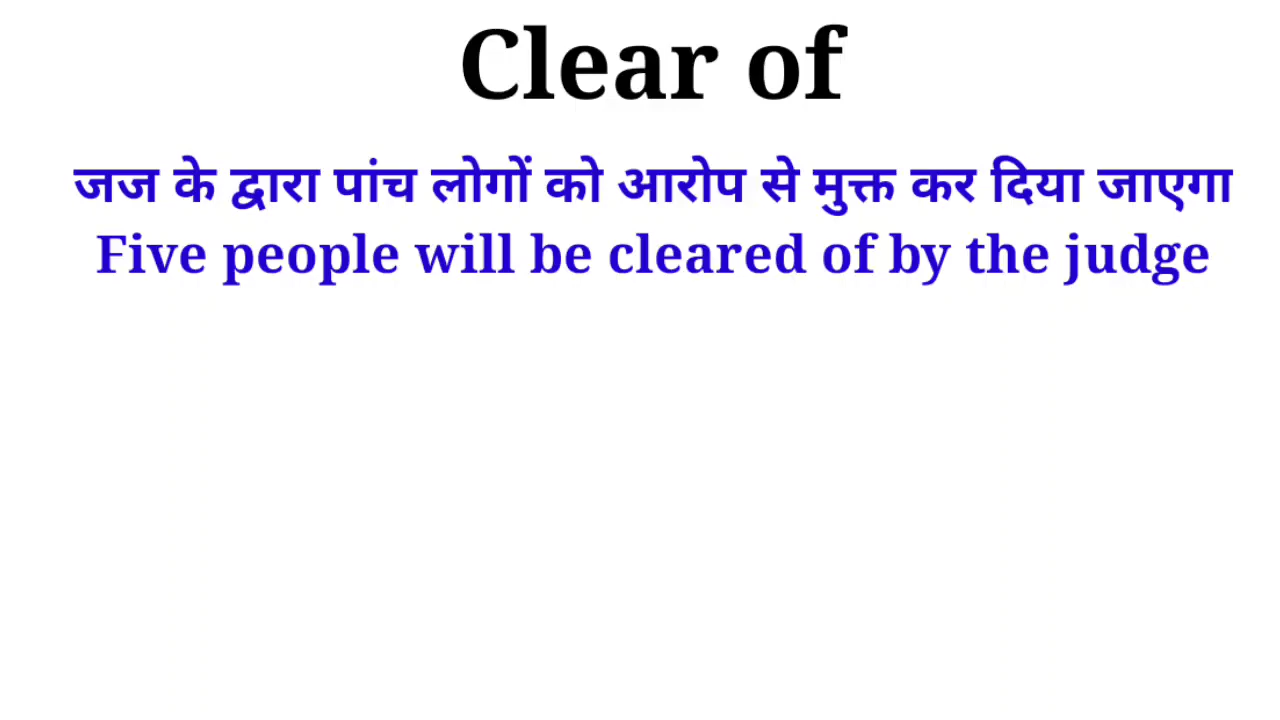 Clear of
जज के द्वारा पांच लोगों को आरोप से मुक्त कर दिया जाएगा
Five people will be cleared of by the judge